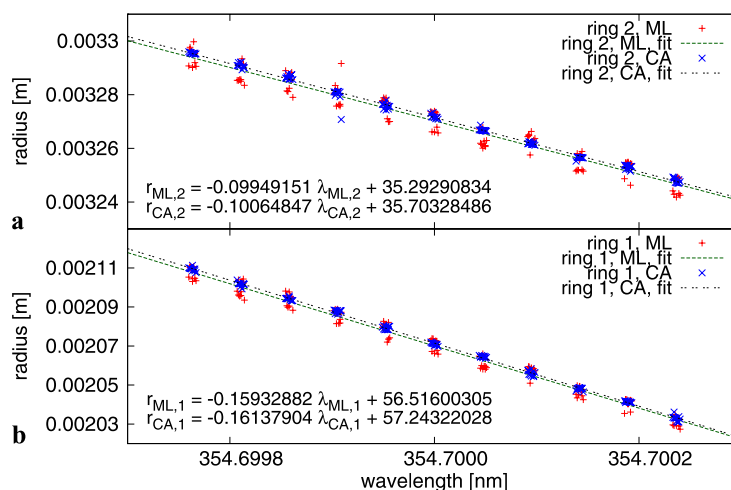 ring 2, ML
ring 2, ML, fit
ring 2, CA
ring 2, CA, fit
0.0033
0.00328
0.00326
0.00324
radius [m]
r_ML,2 = -0.09949151 λ_ML,2 + 35.29290834
r_CA,2 = -0.10064847 λ_CA,2 + 35.70328486
a
ring 1, ML
ring 1, ML, fit
ring 1, CA
ring 1, CA, fit
0.00211
0.00209
0.00207
0.00205
0.00203
radius [m]
r_ML,1 = -0.15932882 λ_ML,1 + 56.51600305
r_CA,1 = -0.16137904 λ_CA,1 + 57.24322028
b
354.6998 354.7000 354.7002
wavelength [nm]